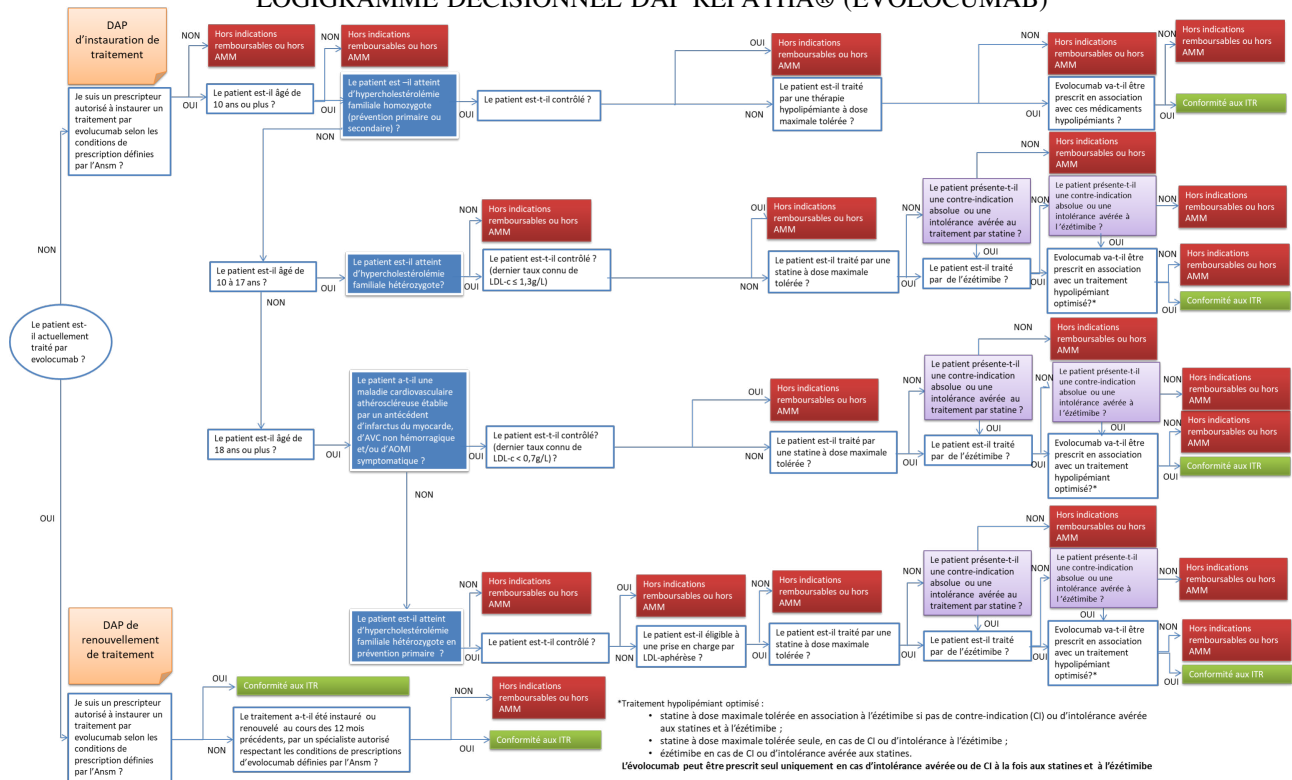 LOGIGRAMME DECISIONNEL DAP REPATHA® (EVOLOCUMAB)
DAP
d'instauration de
traitement
Je suis un prescripteur
autorisé à instaurer un
traitement par
evolucumab selon les
conditions de
prescription définies
par l'Ansm ?
NON
OUI
Hors indications
remboursables ou hors
AMM
Le patient est-il âgé de
10 ans ou plus ?
NON
OUI
Hors indications
remboursables ou hors
AMM
Le patient est –il atteint
d'hypercholestérolémie
familiale homozygote
(prévention primaire ou
secondaire) ?
NON
OUI
Le patient est-t-il contrôlé ?
OUI
NON
Hors indications
remboursables ou hors
AMM
Le patient est-il traité
par une thérapie
hypolipémiante à dose
maximale tolérée ?
NON
OUI
Hors indications
remboursables ou hors
AMM
Evolocumab va-t-il être
prescrit en association
avec ces médicaments
hypolipémiants ?
NON
OUI
Hors indications
remboursables ou hors
AMM
Conformité aux ITR
NON
Le patient est-il âgé de
10 à 17 ans ?
OUI
NON
Le patient est-il atteint
d'hypercholestérolémie
familiale hétérozygote?
NON
OUI
Hors indications
remboursables ou hors
AMM
Le patient est-t-il contrôlé ?
(dernier taux connu de
LDL-c ≤ 1,3g/L)
OUI
NON
Hors indications
remboursables ou hors
AMM
Le patient est-il traité par une
statine à dose maximale
tolérée ?
NON
OUI
Le patient présente-t-il
une contre-indication
absolue ou une
intolérance avérée au
traitement par statine ?
NON
OUI
Hors indications
remboursables ou hors
AMM
Le patient est-il traité
par de l'ézétimibe ?
NON
OUI
Le patient présente-t-il
une contre-indication
absolue ou une
intolérance avérée à
l 'ézétimibe ?
NON
OUI
Hors indications
remboursables ou hors
AMM
Evolocumab va-t-il être
prescrit en association
avec un traitement
hypolipémiant
optimisé?*
NON
OUI
Hors indications
remboursables ou hors
AMM
Conformité aux ITR
Le patient est-
il actuellement
traité par
evolocumab ?
OUI
Le patient est-il âgé de
18 ans ou plus ?
OUI
Le patient a-t-il une
maladie cardiovasculaire
athéroscléreuse établie
par un antécédent
d'infarctus du myocarde,
d'AVC non hémorragique
et/ou d'AOMI
symptomatique ?
OUI
NON
Le patient est-t-il contrôlé?
(dernier taux connu de
LDL-c < 0,7g/L) ?
OUI
NON
Hors indications
remboursables ou hors
AMM
Le patient est-il traité par
une statine à dose maximale
tolérée ?
NON
OUI
Le patient présente-t-il
une contre-indication
absolue ou une
intolérance avérée au
traitement par statine ?
NON
OUI
Hors indications
remboursables ou hors
AMM
Le patient est-il traité
par de l'ézétimibe ?
NON
OUI
Le patient présente-t-il
une contre-indication
absolue ou une
intolérance avérée à
l 'ézétimibe ?
NON
OUI
Hors indications
remboursables ou hors
AMM
Evolocumab va-t-il être
prescrit en association
avec un traitement
hypolipémiant
optimisé?*
NON
OUI
Hors indications
remboursables ou hors
AMM
Conformité aux ITR
Le patient est-il atteint
d'hypercholestérolémie
familiale hétérozygote en
prévention primaire ?
NON
OUI
Hors indications
remboursables ou hors
AMM
Le patient est-t-il contrôlé ?
OUI
NON
Hors indications
remboursables ou hors
AMM
Le patient est-il éligible à
une prise en charge par
LDL-aphérèse ?
NON
OUI
Hors indications
remboursables ou hors
AMM
Le patient est-il traité par une
statine à dose maximale
tolérée ?
NON
OUI
Le patient présente-t-il
une contre-indication
absolue ou une
intolérance avérée au
traitement par statine ?
NON
OUI
Hors indications
remboursables ou hors
AMM
Le patient est-il traité
par de l'ézétimibe ?
NON
OUI
Le patient présente-t-il
une contre-indication
absolue ou une
intolérance avérée à
l 'ézétimibe ?
NON
OUI
Hors indications
remboursables ou hors
AMM
Evolocumab va-t-il être
prescrit en association
avec un traitement
hypolipémiant
optimisé?*
NON
OUI
Hors indications
remboursables ou hors
AMM
Conformité aux ITR
DAP de
renouvellement
de traitement
Je suis un prescripteur
autorisé à instaurer un
traitement par
evolucumab selon les
conditions de
prescription définies
par l'Ansm ?
OUI
NON
Conformité aux ITR
Le traitement a-t-il été instauré ou
renouvelé au cours des 12 mois
précédents, par un spécialiste autorisé
respectant les conditions de prescriptions
d'evolocumab définies par l'Ansm ?
NON
OUI
Hors indications
remboursables ou hors
AMM
Conformité aux ITR
*Traitement hypolipémiant optimisé :
• statine à dose maximale tolérée en association à l'ézétimibe si pas de contre-indication (CI) ou d'intolérance avérée
aux statines et à l'ézétimibe ;
• statine à dose maximale tolérée seule, en cas de CI ou d'intolérance à l'ézétimibe ;
• ézétimibe en cas de CI ou d'intolérance avérée aux statines.
L'évolocumab peut être prescrit seul uniquement en cas d'intolérance avérée ou de CI à la fois aux statines et à l'ézétimibe